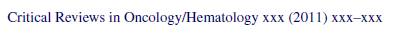 Critical Reviews in Oncology/Hematology xxx (2011) xxx–xxx